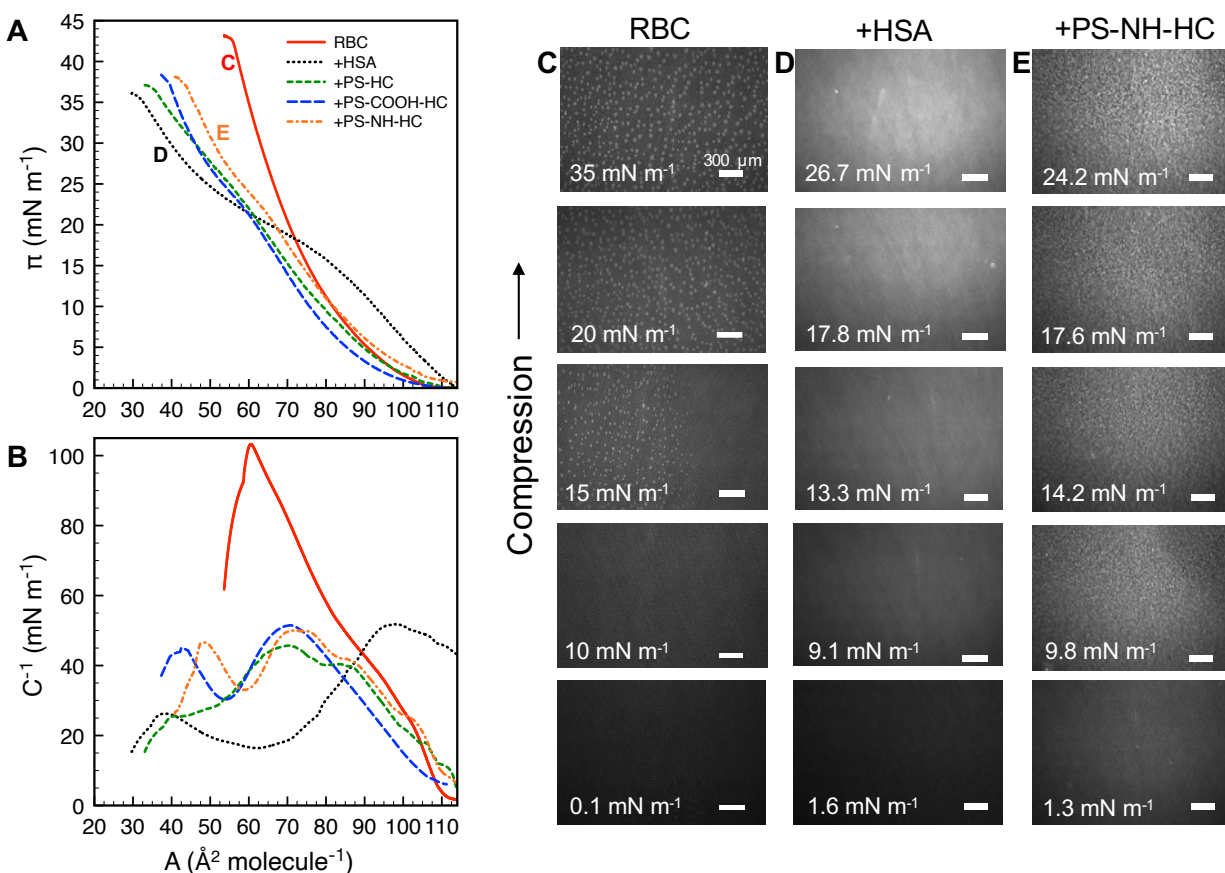 A
π (mN m⁻¹)
45
40
35
30
25
20
15
10
5
0
20 30 40 50 60 70 80 90 100 110
RBC
+HSA
+PS-HC
+PS-COOH-HC
+PS-NH-HC
C
E
D
B
C⁻¹ (mN m⁻¹)
100
80
60
40
20
0
20 30 40 50 60 70 80 90 100 110
A (Å² molecule⁻¹)
Compression
RBC
C
300 µm
35 mN m⁻¹
20 mN m⁻¹
15 mN m⁻¹
10 mN m⁻¹
0.1 mN m⁻¹
+HSA
D
26.7 mN m⁻¹
17.8 mN m⁻¹
13.3 mN m⁻¹
9.1 mN m⁻¹
1.6 mN m⁻¹
+PS-NH-HC
E
24.2 mN m⁻¹
17.6 mN m⁻¹
14.2 mN m⁻¹
9.8 mN m⁻¹
1.3 mN m⁻¹